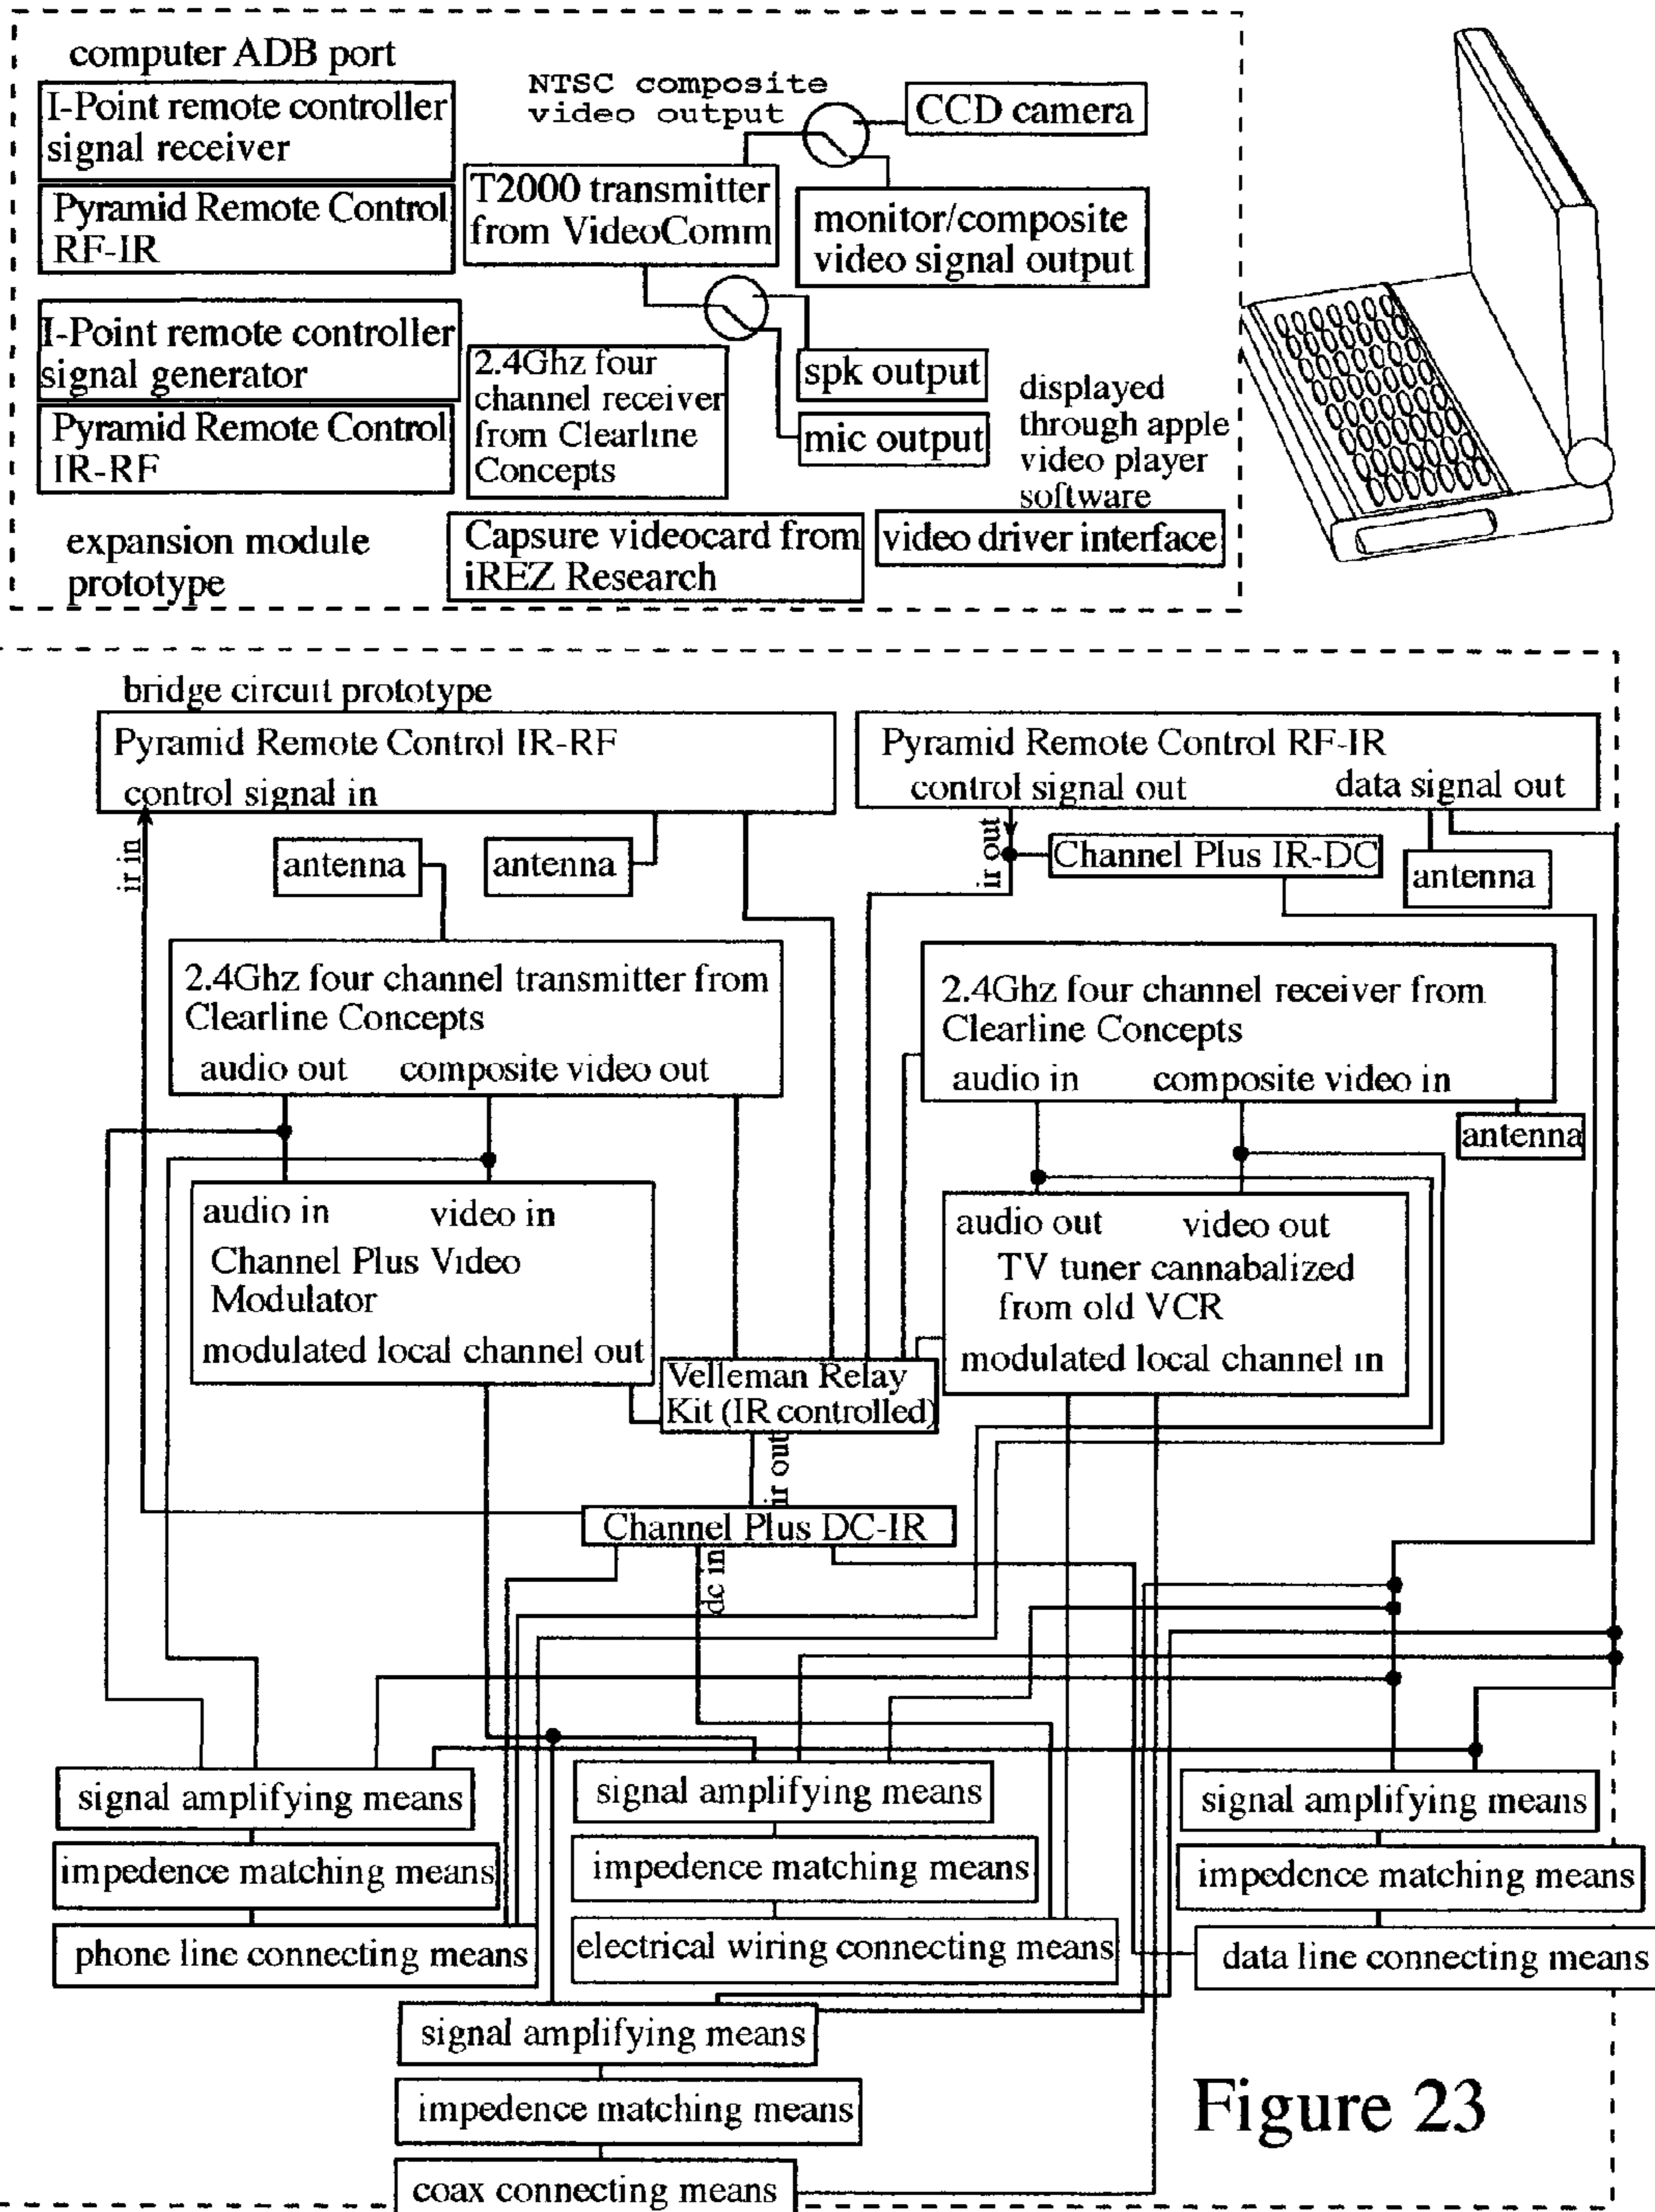 computer ADB port
I-Point remote controller
signal receiver
Pyramid Remote Control
RF-IR
NTSC composite
video output
CCD camera
T2000 transmitter
from VideoComm
monitor/composite
video signal output
I-Point remote controller
signal generator
Pyramid Remote Control
IR-RF
2.4Ghz four
channel receiver
from Clearline
Concepts
spk output
mic output
displayed
through apple
video player
software
expansion module
prototype
Capsure videocard from
iREZ Research
video driver interface
bridge circuit prototype
Pyramid Remote Control IR-RF
control signal in
Pyramid Remote Control RF-IR
control signal out
data signal out
ir in
antenna
antenna
ir out
Channel Plus IR-DC
antenna
2.4Ghz four channel transmitter from
Clearline Concepts
audio out
composite video out
2.4Ghz four channel receiver from
Clearline Concepts
audio in
composite video in
antenna
audio in
video in
Channel Plus Video
Modulator
modulated local channel out
audio out
video out
TV tuner cannabalized
from old VCR
modulated local channel in
Velleman Relay
Kit (IR controlled)
ir out
Channel Plus DC-IR
dc in
signal amplifying means
impedence matching means
phone line connecting means
signal amplifying means
impedence matching means
electrical wiring connecting means
signal amplifying means
impedence matching means
data line connecting means
signal amplifying means
impedence matching means
coax connecting means
Figure 23